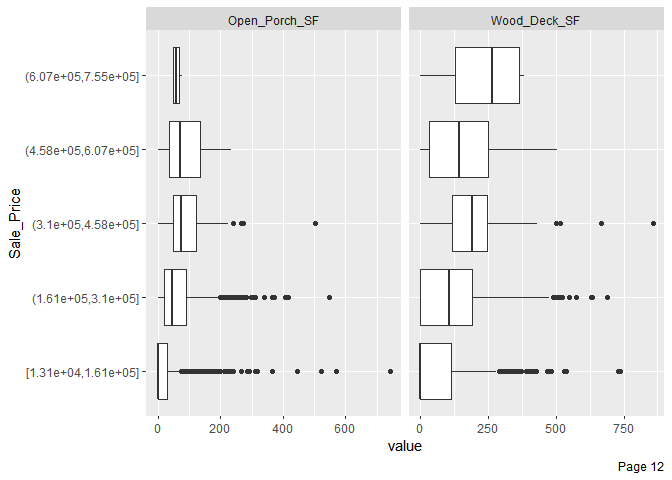 Open_Porch_SF
Wood_Deck_SF
Sale_Price
(6.07e+05,7.55e+05]
(4.58e+05,6.07e+05]
(3.1e+05,4.58e+05]
(1.61e+05,3.1e+05]
[1.31e+04,1.61e+05]
0 200 400 600
0 250 500 750
value
Page 12